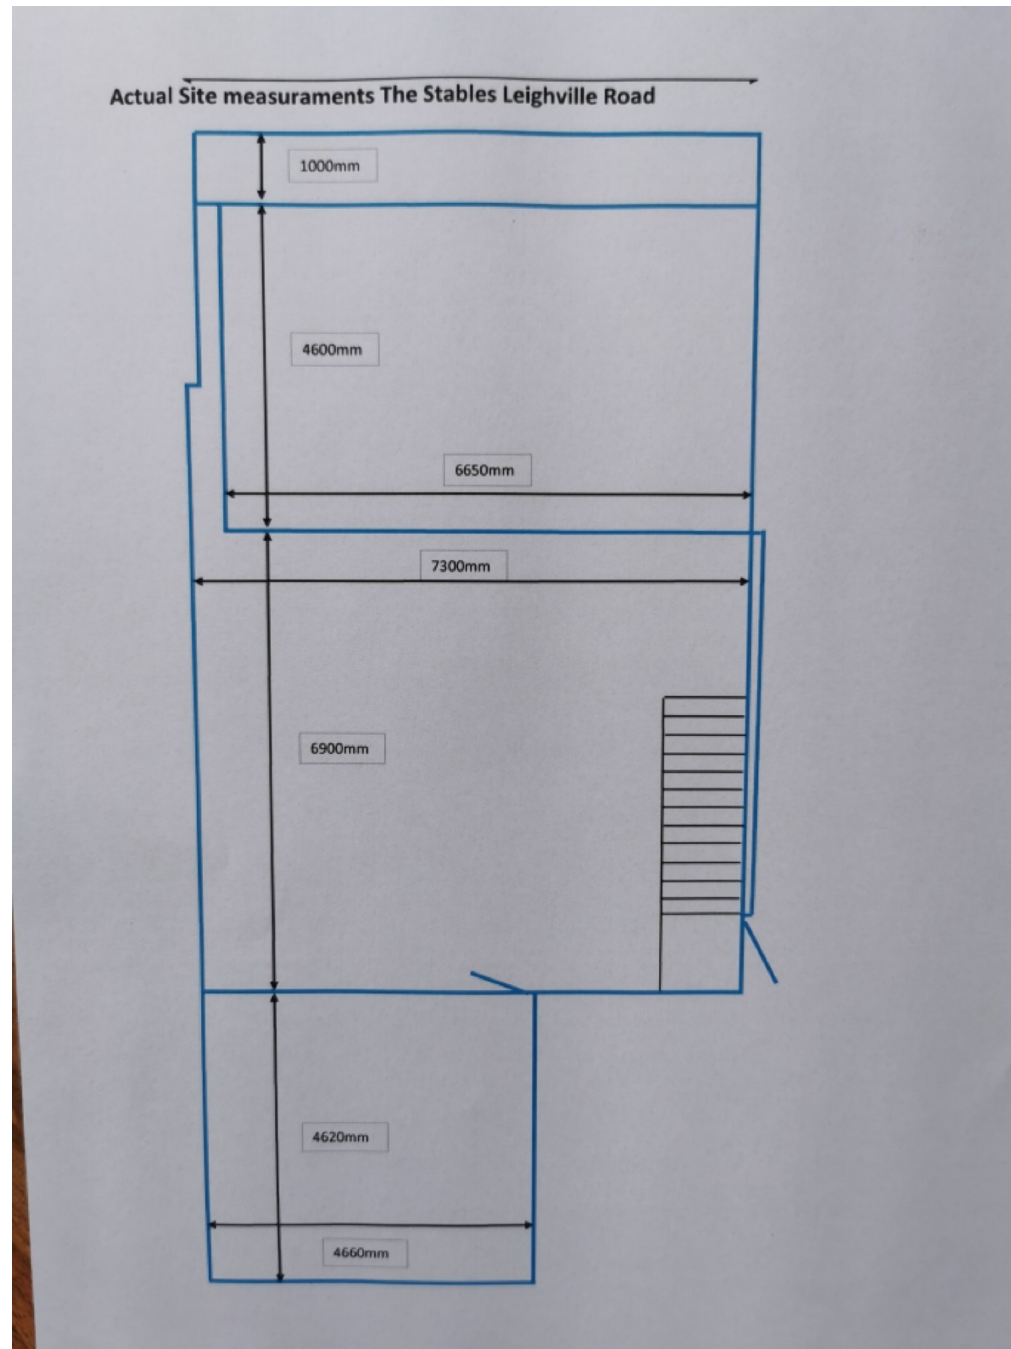 Actual Site measuraments The Stables Leighville Road
1000mm
4600mm
6650mm
7300mm
6900mm
4620mm
4660mm